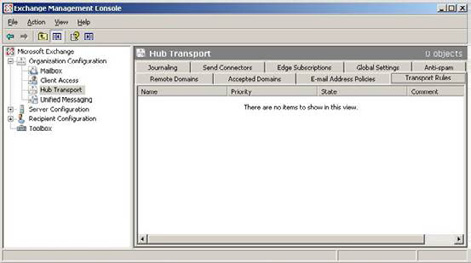 Exchange Management Console
File Action View Help
Microsoft Exchange
Organization Configuration
Mailbox
Client Access
Hub Transport
Unified Messaging
Server Configuration
Recipient Configuration
Toolbox
Hub Transport 0 objects
Journaling Send Connectors Edge Subscriptions Global Settings Anti-spam
Remote Domains Accepted Domains E-mail Address Policies Transport Rules
Name Priority State Comment
There are no items to show in this view.